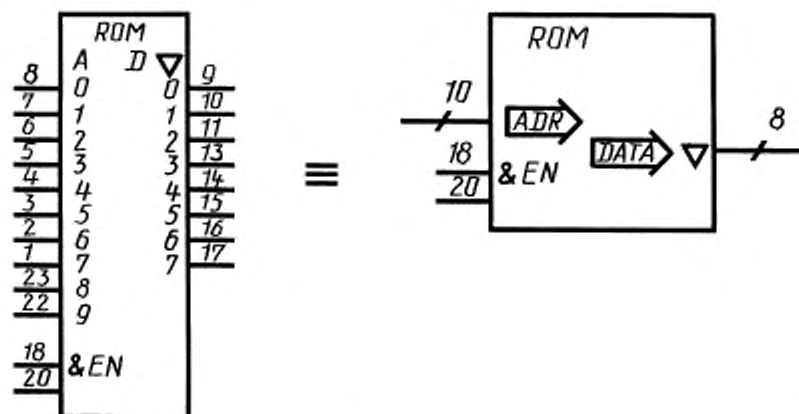 ROM
A D ▽
8 0 0 9
7 1 1 10
6 2 2 11
5 3 3 13
4 4 4 14
3 5 5 15
2 6 6 16
1 7 7 17
23 8
22 9
18 &EN
20
≡
ROM
10 ADR
DATA ▽ 8
18 &EN
20